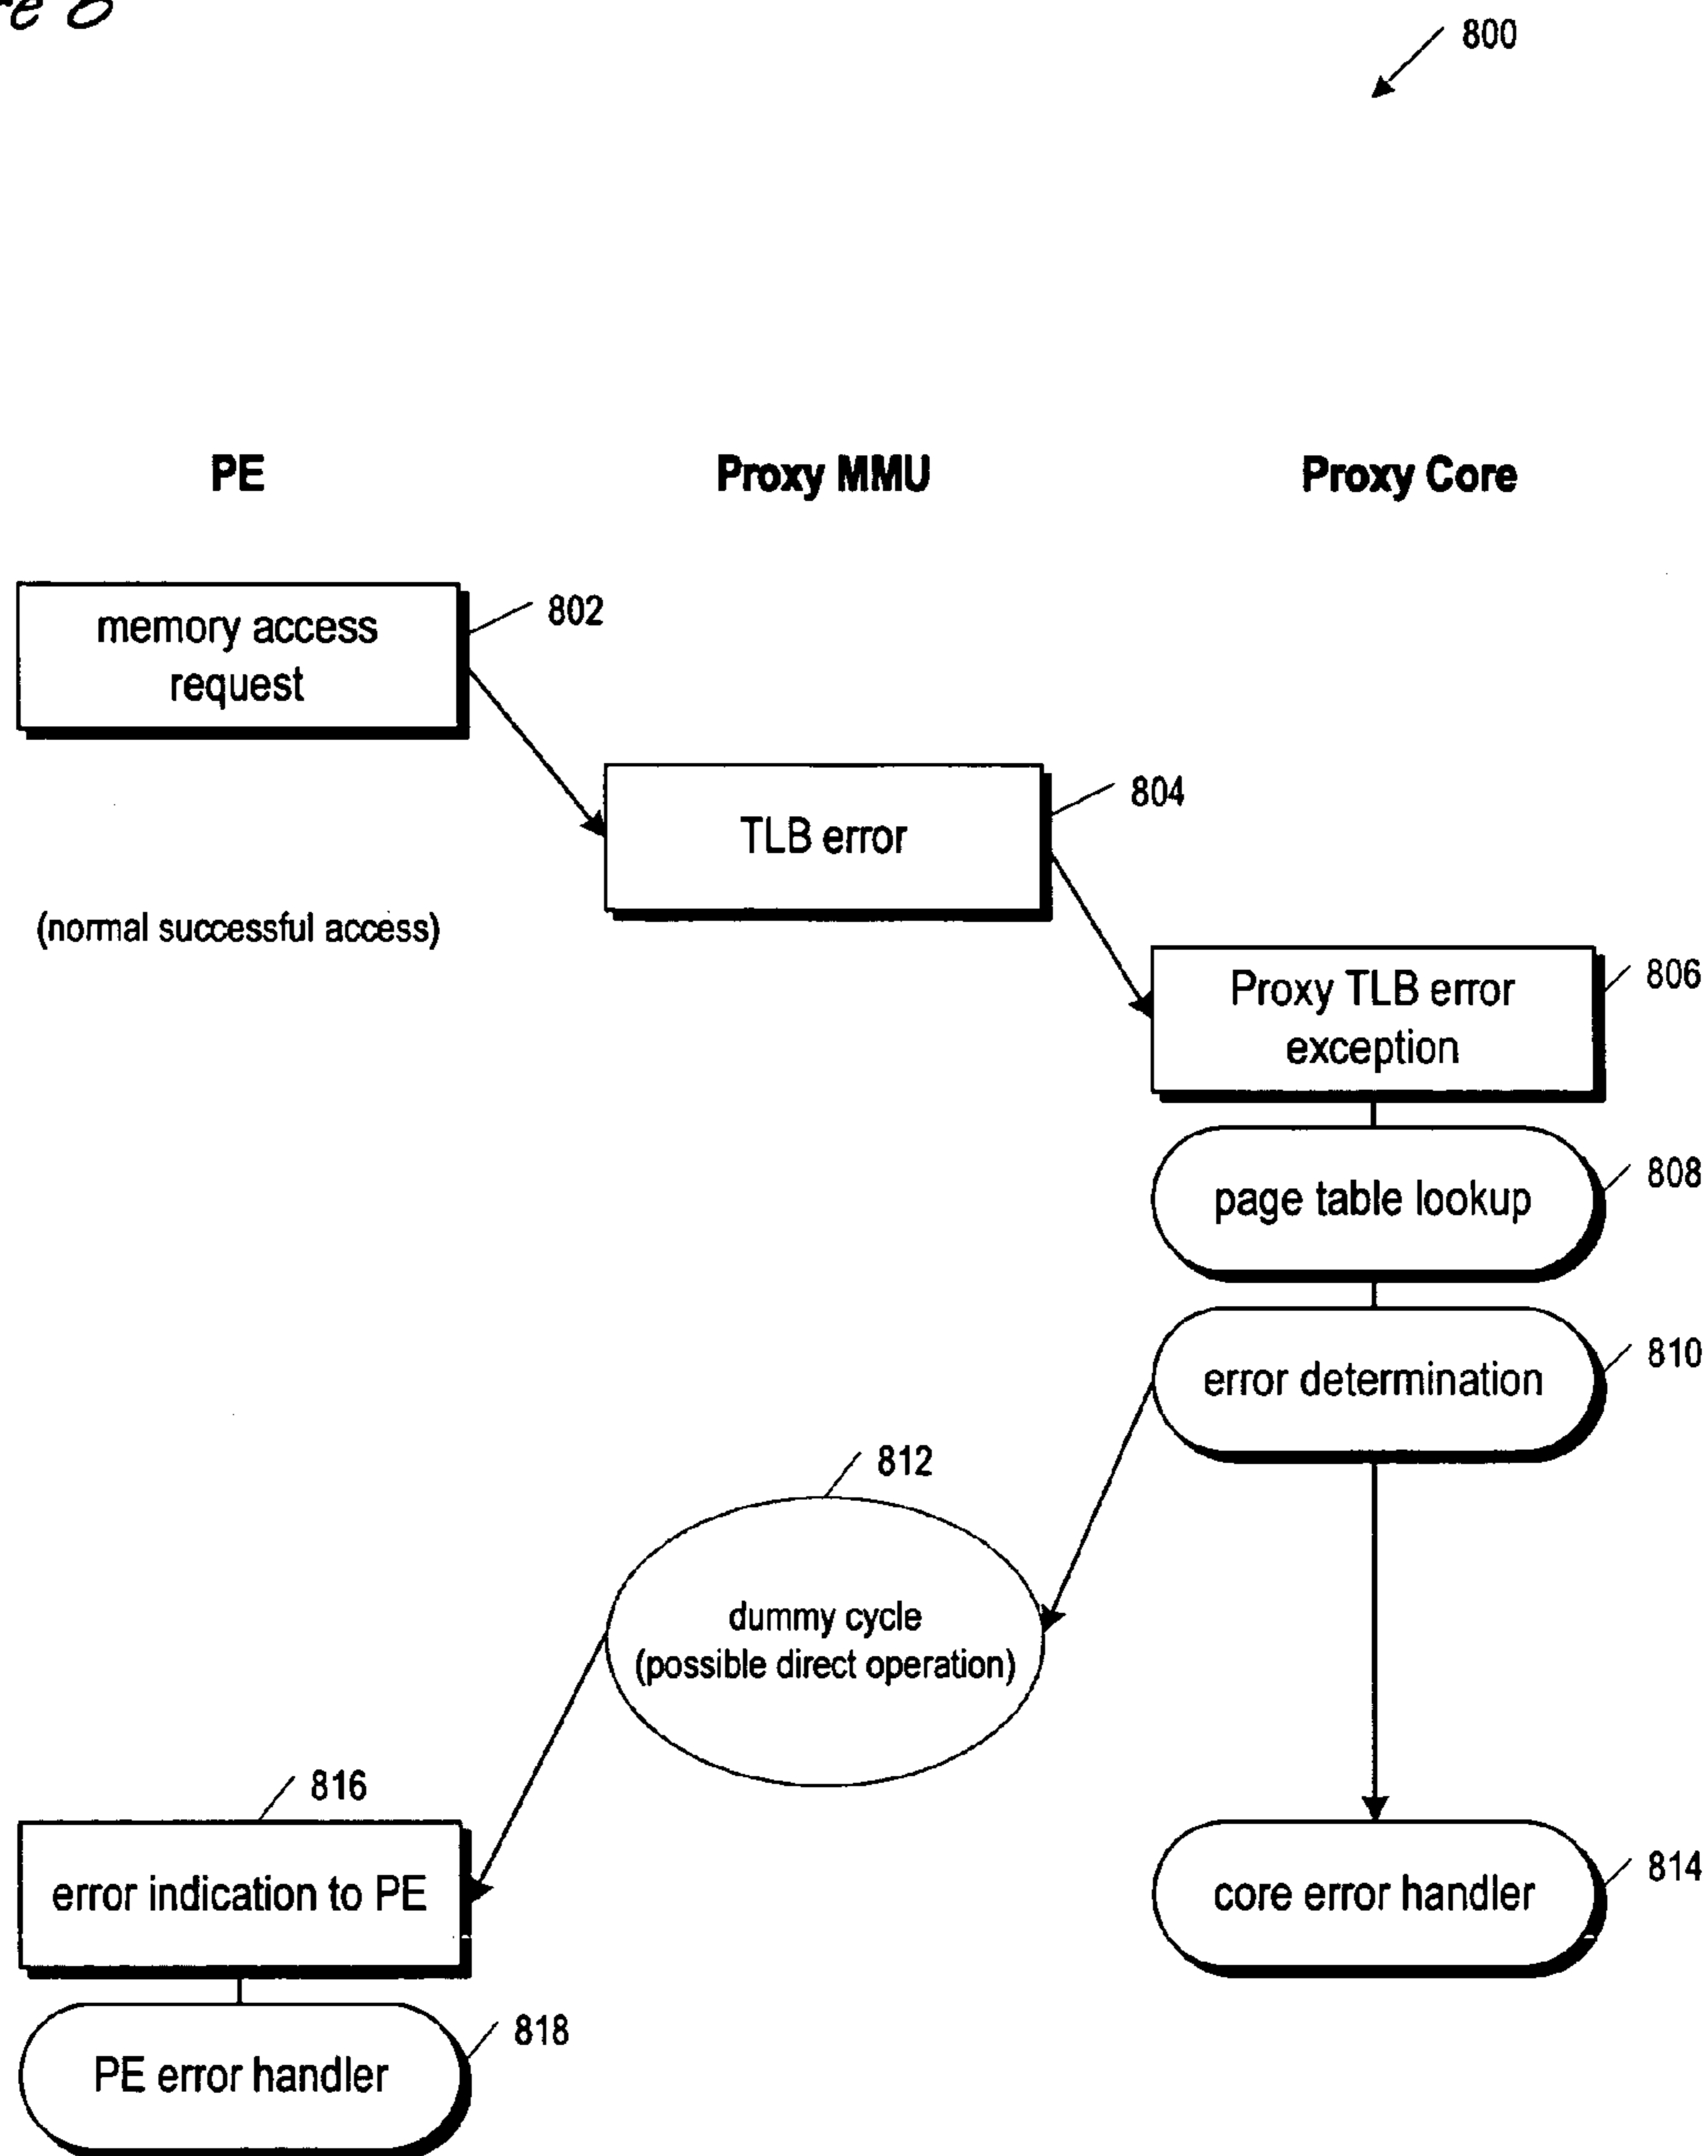 800
PE Proxy MMU Proxy Core
memory access
request
802
TLB error
804
(normal successful access)
Proxy TLB error
exception
806
page table lookup
808
error determination
810
812
dummy cycle
(possible direct operation)
816
error indication to PE
core error handler
814
PE error handler
818